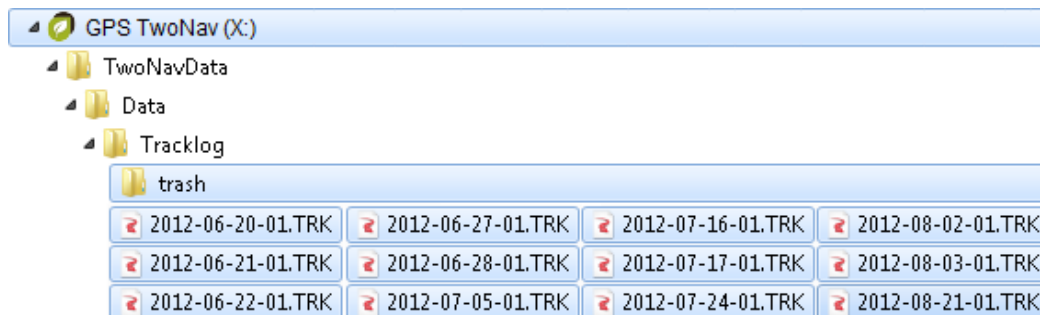 GPS TwoNav (X:)
TwoNavData
Data
Tracklog
trash
2012-06-20-01.TRK 2012-06-27-01.TRK 2012-07-16-01.TRK 2012-08-02-01.TRK
2012-06-21-01.TRK 2012-06-28-01.TRK 2012-07-17-01.TRK 2012-08-03-01.TRK
2012-06-22-01.TRK 2012-07-05-01.TRK 2012-07-24-01.TRK 2012-08-21-01.TRK